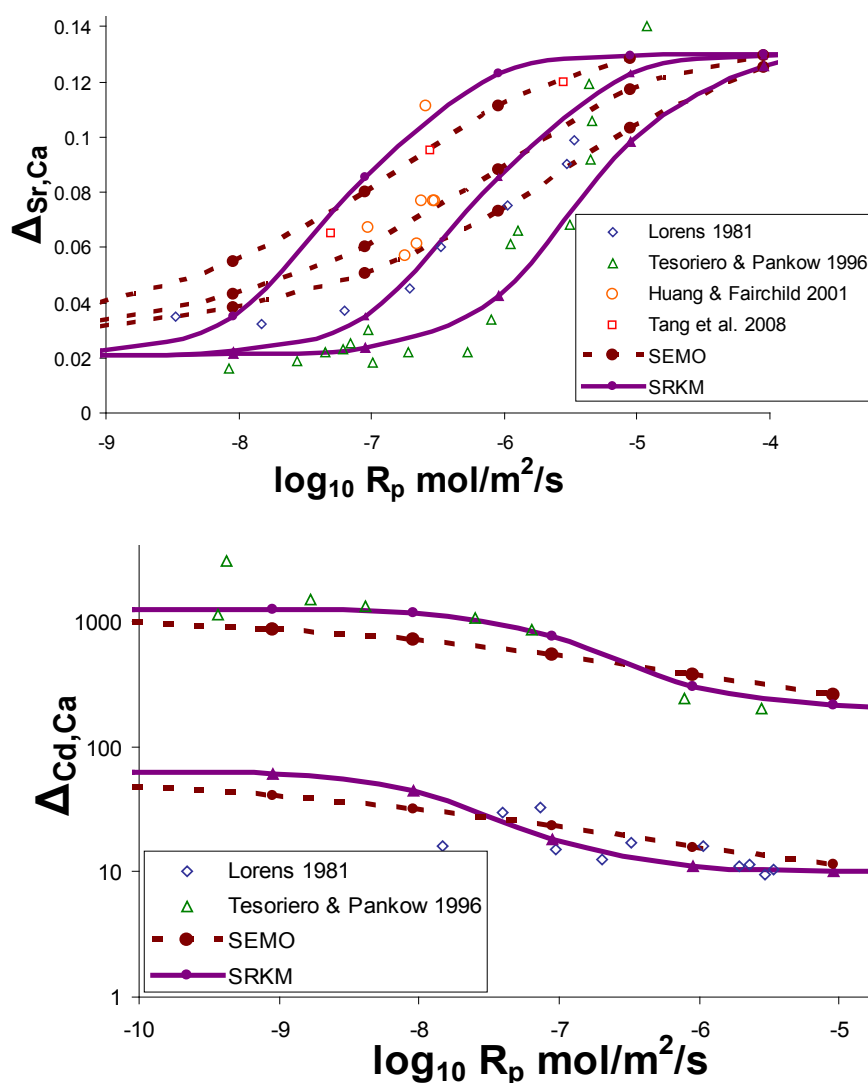 0.14
0.12
0.1
0.08
0.06
0.04
0.02
0
ΔSr,Ca
Lorens 1981
Tesoriero & Pankow 1996
Huang & Fairchild 2001
Tang et al. 2008
SEMO
SRKM
-9 -8 -7 -6 -5 -4
log₁₀ Rₚ mol/m²/s
1000
100
10
1
ΔCd,Ca
Lorens 1981
Tesoriero & Pankow 1996
SEMO
SRKM
-10 -9 -8 -7 -6 -5
log₁₀ Rₚ mol/m²/s